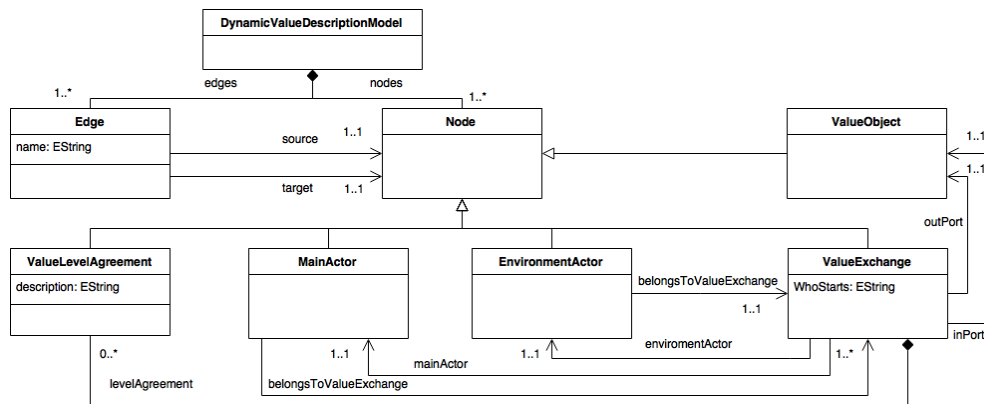 DynamicValueDescriptionModel
edges
nodes
1..*
1..*
Edge
name: EString
source
1..1
target
1..1
Node
ValueObject
1..1
1..1
outPort
ValueLevelAgreement
description: EString
MainActor
EnvironmentActor
belongsToValueExchange
1..1
ValueExchange
WhoStarts: EString
inPort
enviromentActor
0..*
1..1
1..1
1..*
mainActor
levelAgreement
belongsToValueExchange